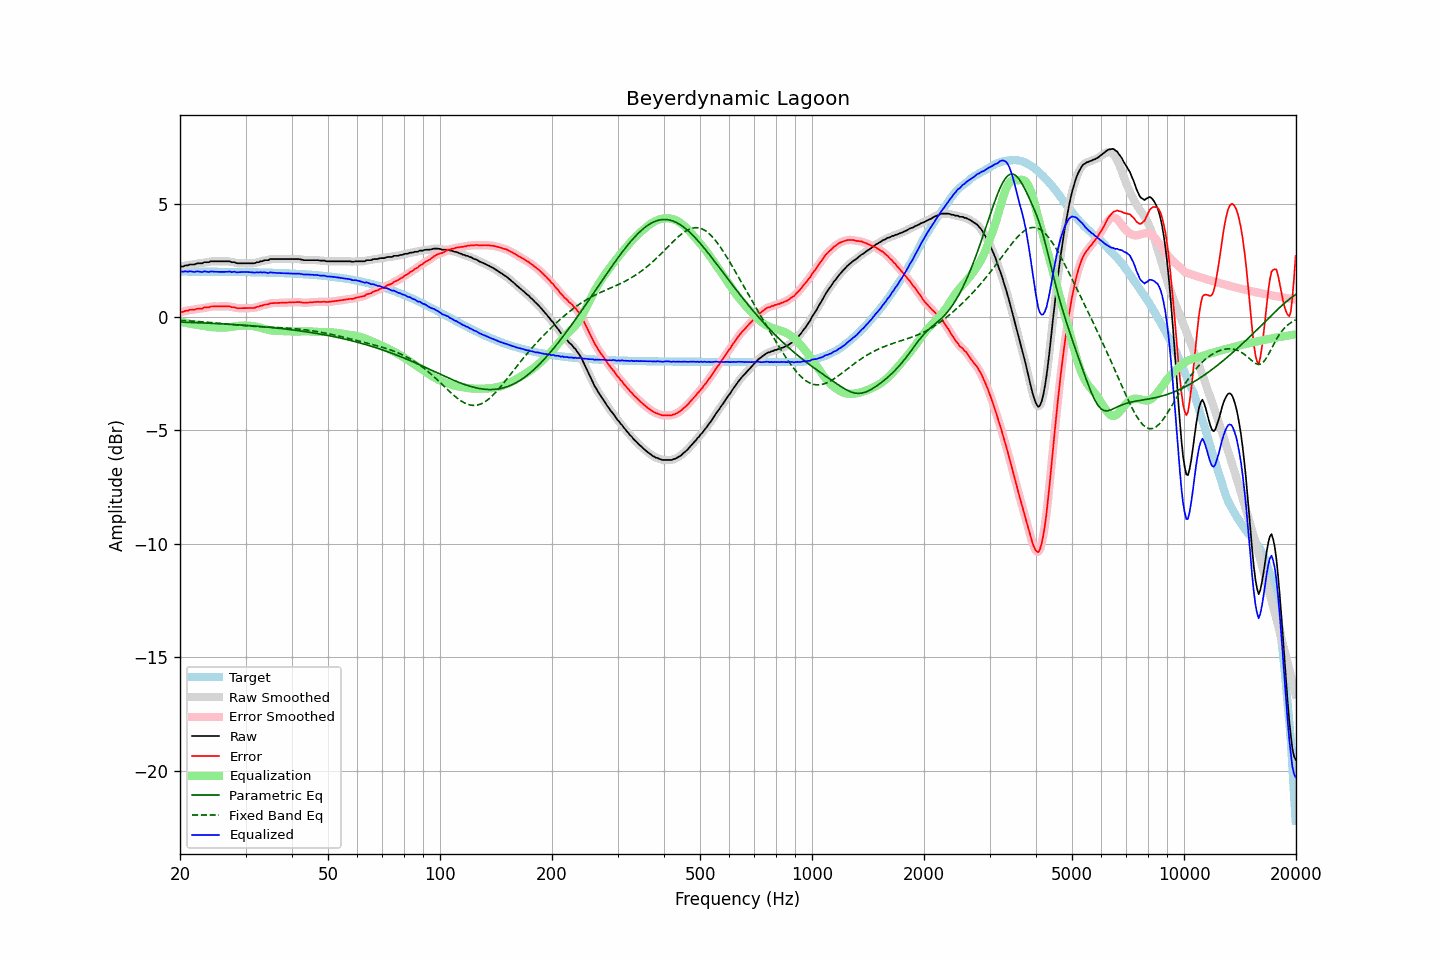 Beyerdynamic Lagoon
Amplitude (dBr)
5
0
−5
−10
−15
−20
Target
Raw Smoothed
Error Smoothed
Raw
Error
Equalization
Parametric Eq
Fixed Band Eq
Equalized
20 50 100 200 500 1000 2000 5000 10000 20000
Frequency (Hz)